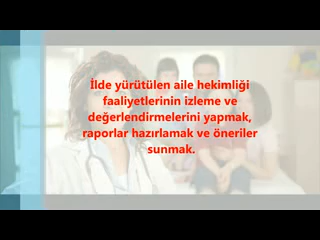 İlde yürütülen aile hekimliği
faaliyetlerinin izleme ve
değerlendirmelerini yapmak,
raporlar hazırlamak ve öneriler
sunmak.